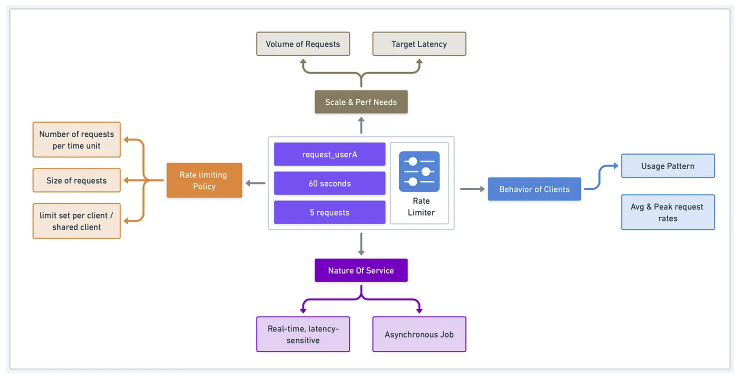 Volume of Requests
Target Latency
Scale & Perf Needs
Number of requests
per time unit
Size of requests
limit set per client /
shared client
Rate limiting
Policy
request_userA
60 seconds
5 requests
Rate
Limiter
Behavior of Clients
Usage Pattern
Avg & Peak request
rates
Nature Of Service
Real-time, latency-
sensitive
Asynchronous Job